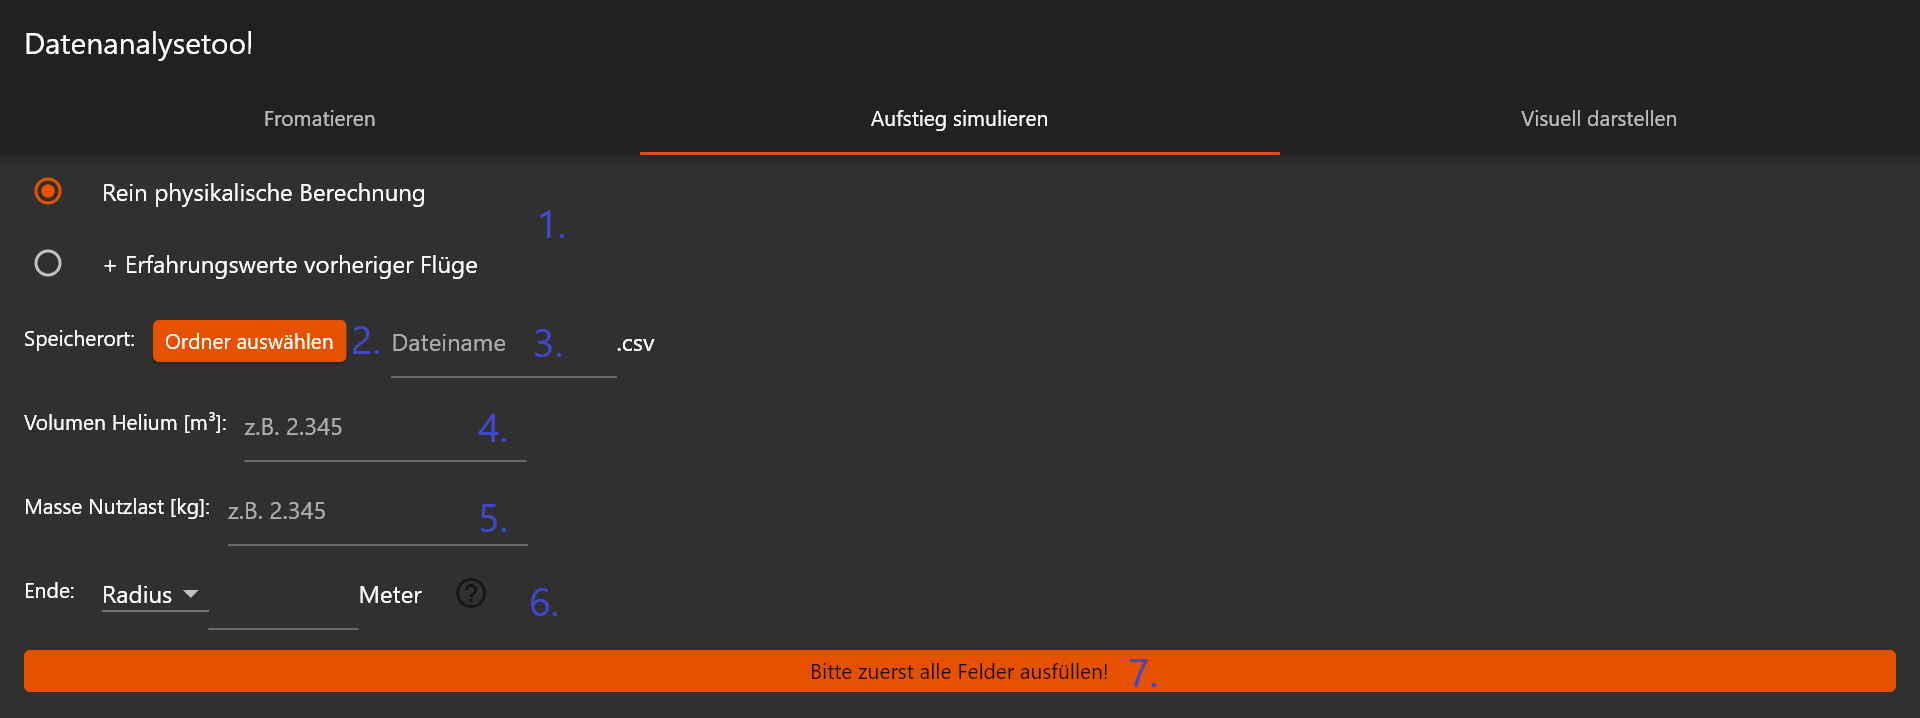 Datenanalysetool
Fromatieren Aufstieg simulieren Visuell darstellen
Rein physikalische Berechnung
1.
+ Erfahrungswerte vorheriger Flüge
Speicherort: Ordner auswählen 2. Dateiname 3. .csv
Volumen Helium [m³]: z.B. 2.345 4.
Masse Nutzlast [kg]: z.B. 2.345 5.
Ende: Radius Meter ? 6.
Bitte zuerst alle Felder ausfüllen! 7.